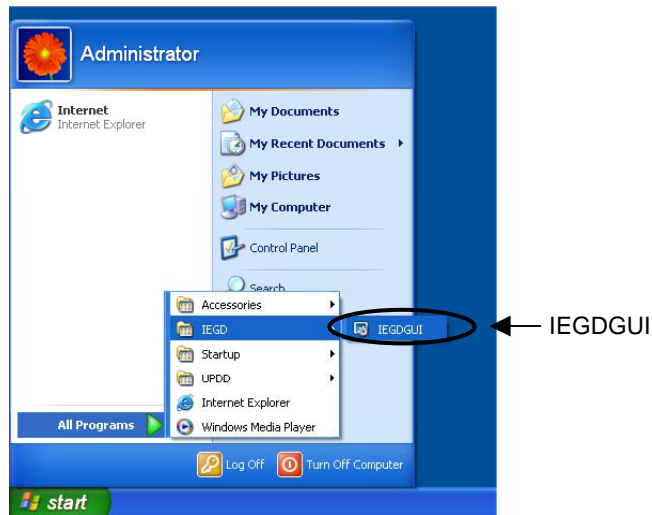 Administrator
Internet
Internet Explorer
My Documents
My Recent Documents
My Pictures
My Computer
Control Panel
Search
Accessories
IEGD
IEGDGUI
IEGDGUI
Startup
UPDD
Internet Explorer
Windows Media Player
All Programs
Log Off
Turn Off Computer
start